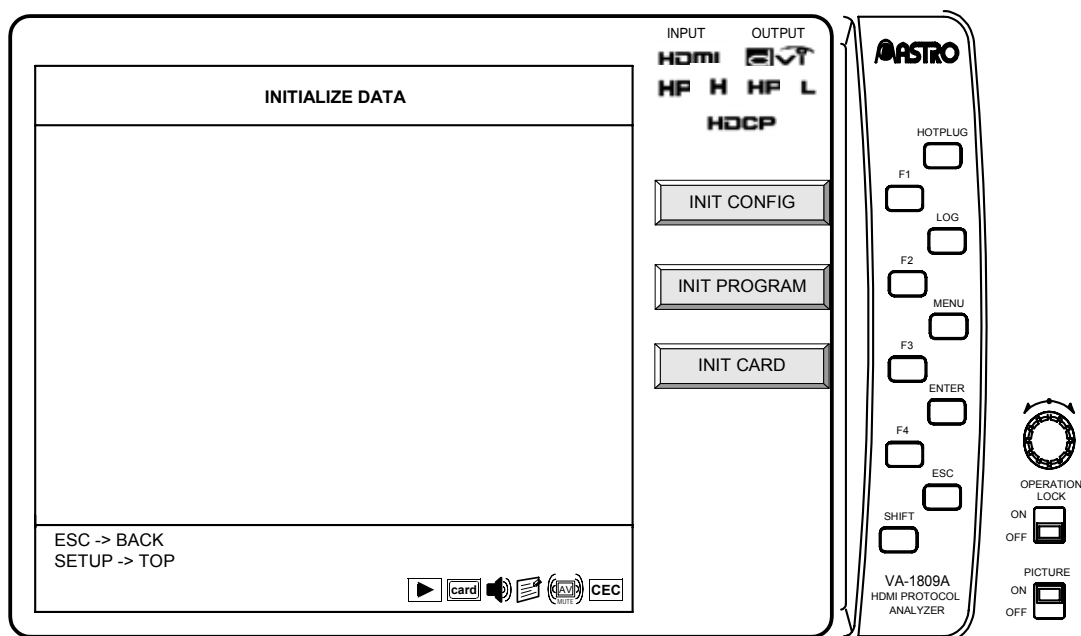 INPUT OUTPUT
HDMI dvi
HP H HP L
HDCP
INITIALIZE DATA
INIT CONFIG
INIT PROGRAM
INIT CARD
ESC -> BACK
SETUP -> TOP
card
AV
MUTE
CEC
ASTRO
HOTPLUG
F1
LOG
F2
MENU
F3
ENTER
F4
ESC
SHIFT
VA-1809A
HDMI PROTOCOL
ANALYZER
OPERATION
LOCK
ON
OFF
PICTURE
ON
OFF